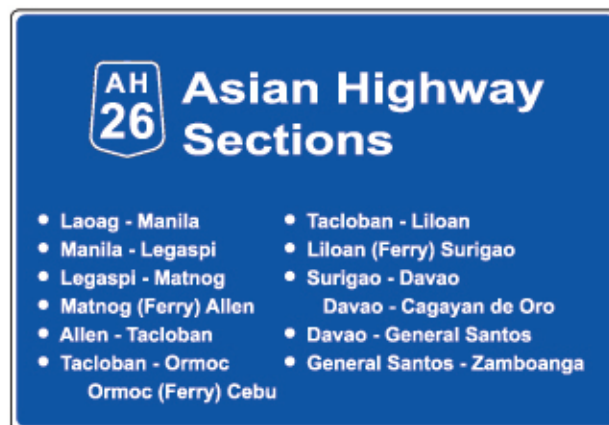 AH
26
Asian Highway
Sections
• Laoag - Manila
• Manila - Legaspi
• Legaspi - Matnog
• Matnog (Ferry) Allen
• Allen - Tacloban
• Tacloban - Ormoc
Ormoc (Ferry) Cebu
• Tacloban - Liloan
• Liloan (Ferry) Surigao
• Surigao - Davao
Davao - Cagayan de Oro
• Davao - General Santos
• General Santos - Zamboanga